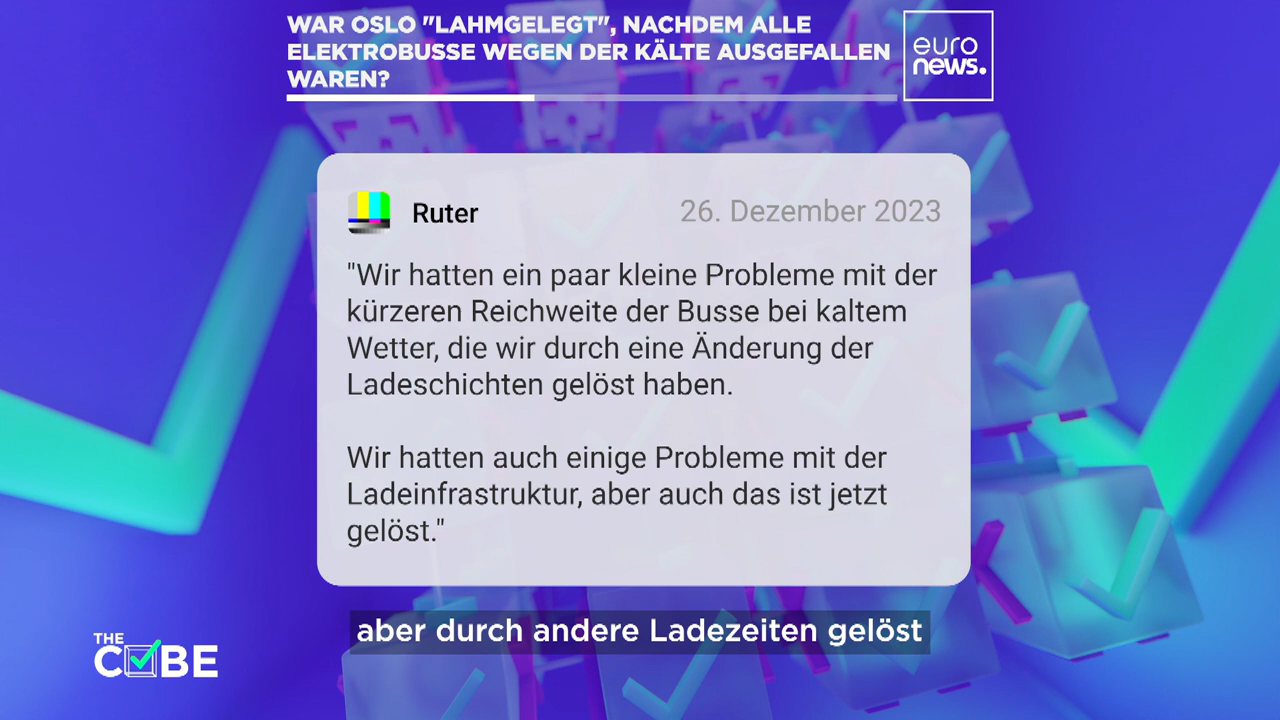 WAR OSLO "LAHMGELEGT", NACHDEM ALLE
ELEKTROBUSSE WEGEN DER KÄLTE AUSGEFALLEN
WAREN?
euro
news.
Ruter
26. Dezember 2023
"Wir hatten ein paar kleine Probleme mit der
kürzeren Reichweite der Busse bei kaltem
Wetter, die wir durch eine Änderung der
Ladeschichten gelöst haben.
Wir hatten auch einige Probleme mit der
Ladeinfrastruktur, aber auch das ist jetzt
gelöst."
aber durch andere Ladezeiten gelöst
THE
CUBE